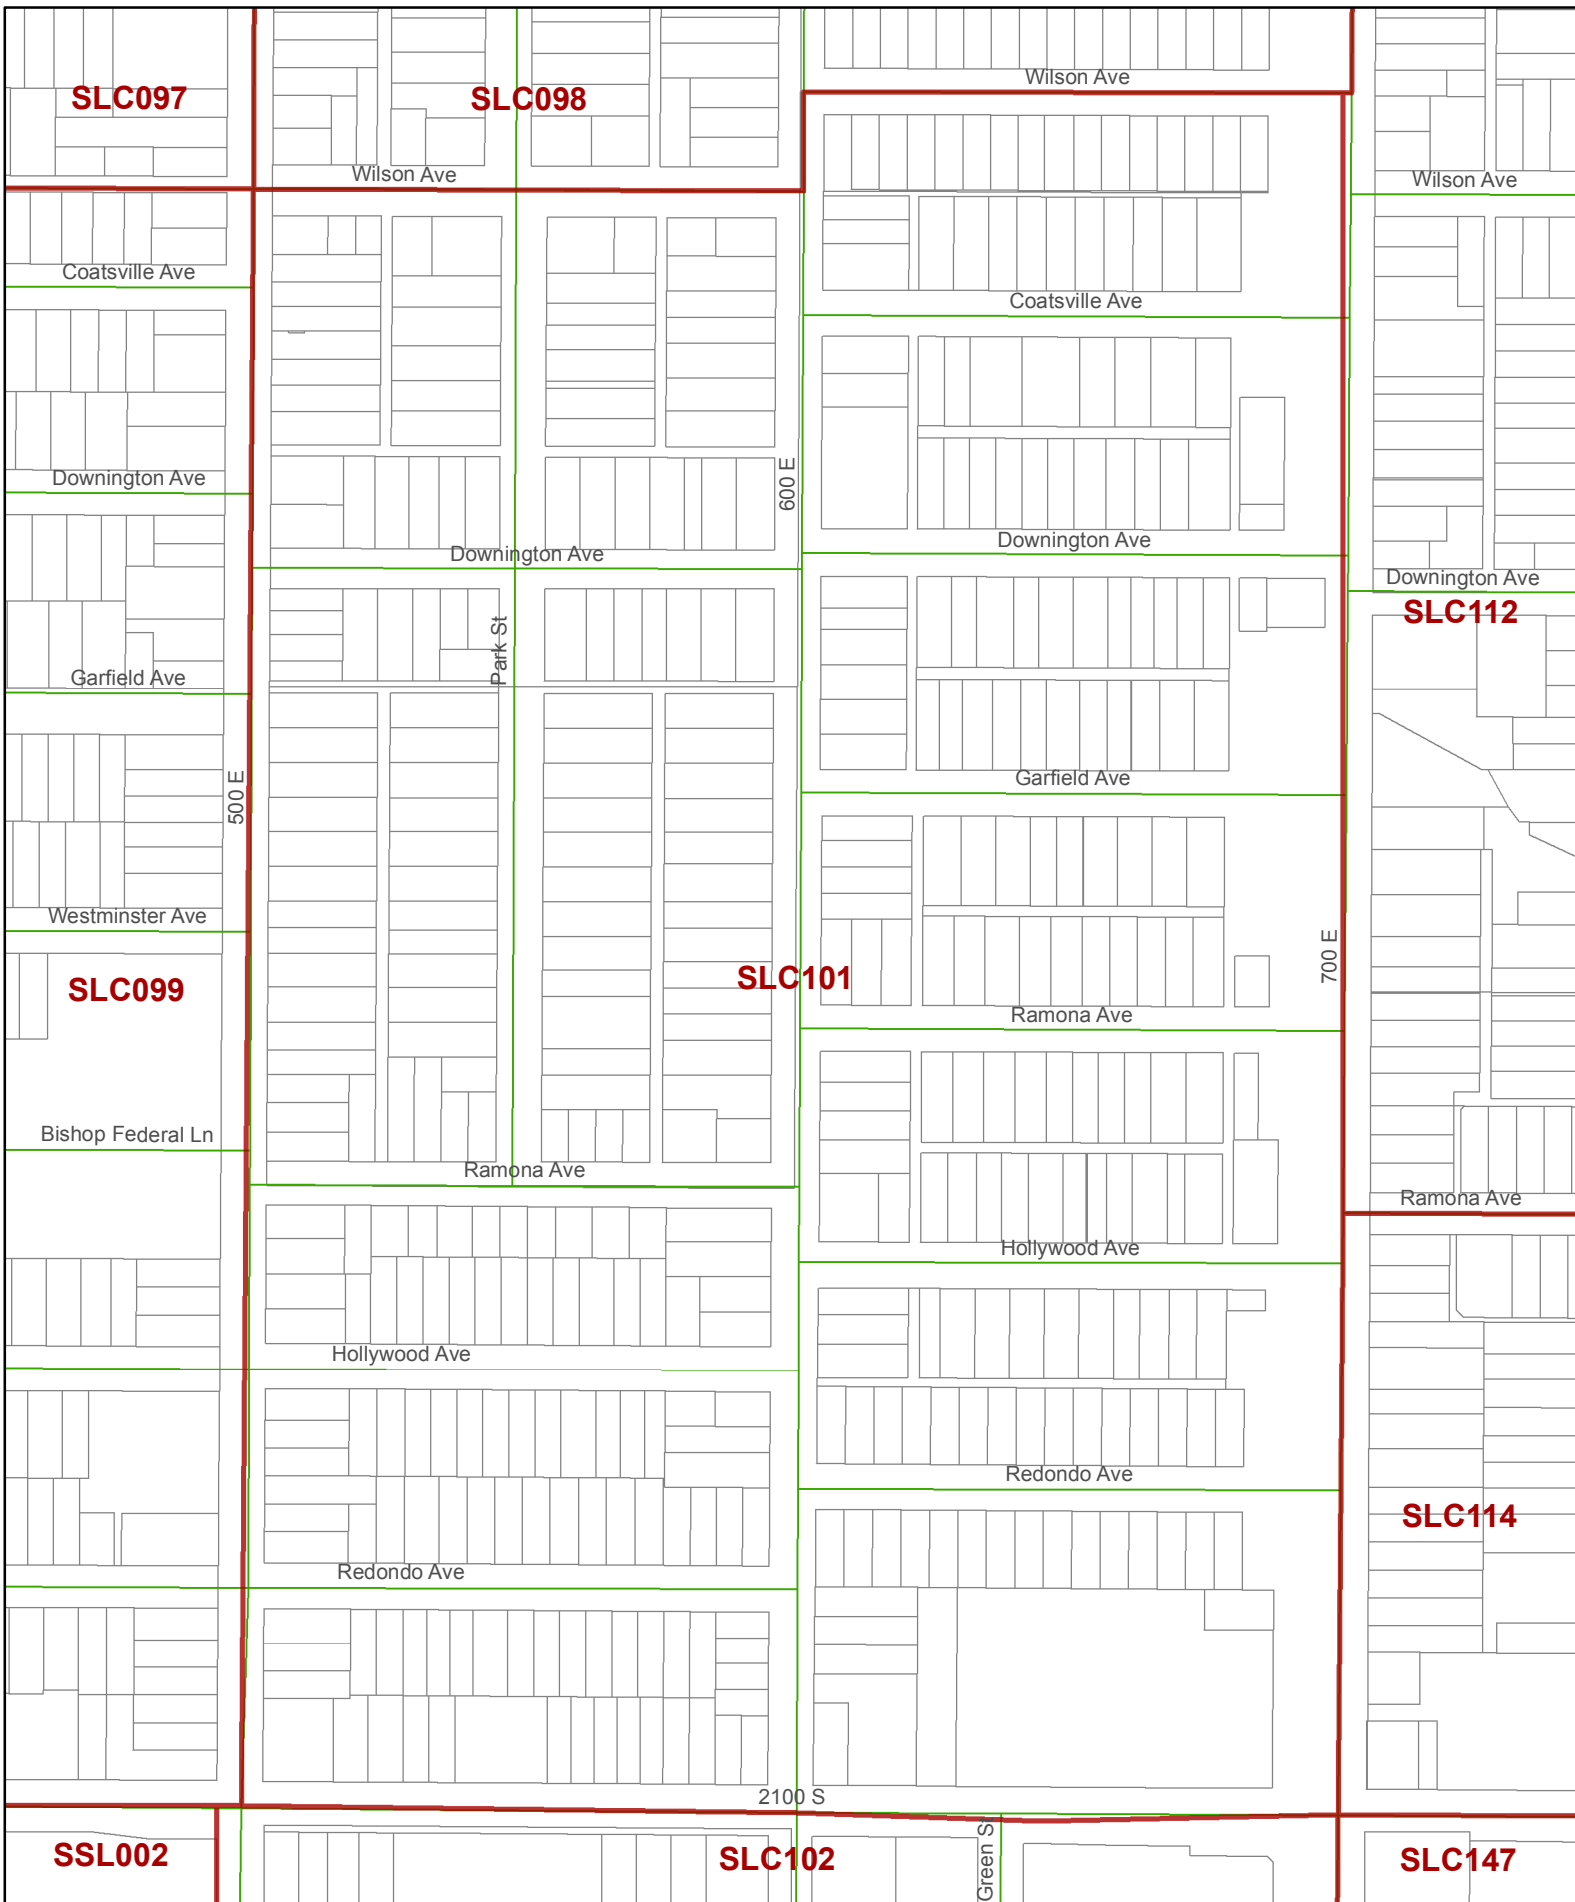 Wilson Ave
SLC097
SLC098
Wilson Ave
Wilson Ave
Coatsville Ave
Coatsville Ave
Downington Ave
600 E
Downington Ave
Downington Ave
Downington Ave
SLC112
Park St
Garfield Ave
Garfield Ave
500 E
Westminster Ave
700 E
SLC101
SLC099
Ramona Ave
Bishop Federal Ln
Ramona Ave
Ramona Ave
Hollywood Ave
Hollywood Ave
Redondo Ave
SLC114
Redondo Ave
2100 S
Green St
SSL002
SLC102
SLC147